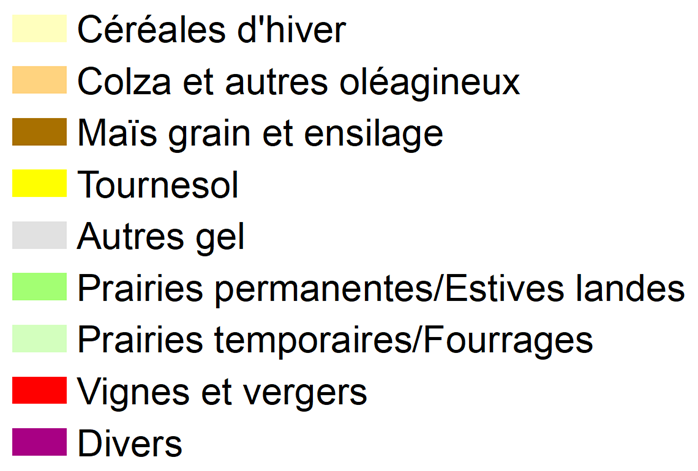 Céréales d'hiver
Colza et autres oléagineux
Maïs grain et ensilage
Tournesol
Autres gel
Prairies permanentes/Estives landes
Prairies temporaires/Fourrages
Vignes et vergers
Divers